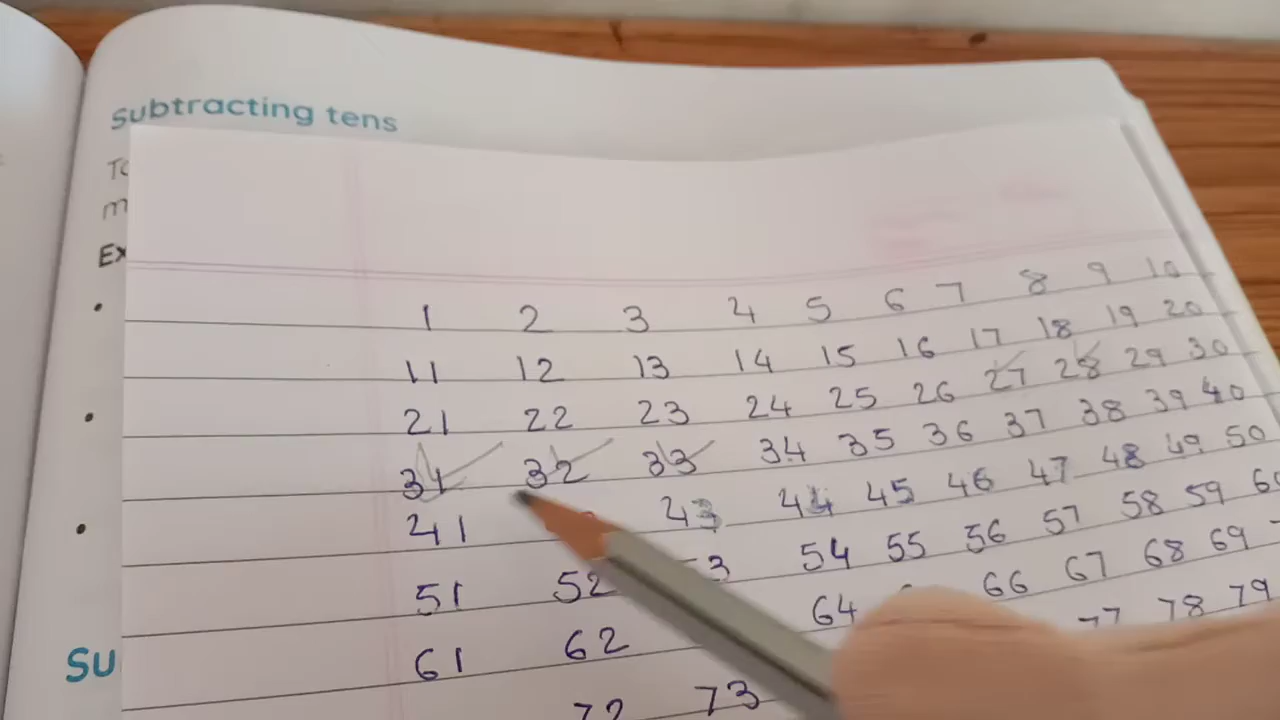 Subtracting tens
1 2 3 4 5 6 7 8 9 10
11 12 13 14 15 16 17 18 19 20
21 22 23 24 25 26 27 28 29 30
31 32 33 34 35 36 37 38 39 40
41 43 44 45 46 47 48 49 50
51 52 54 55 56 57 58 59
61 62 64 66 67 68 69
73 78 79